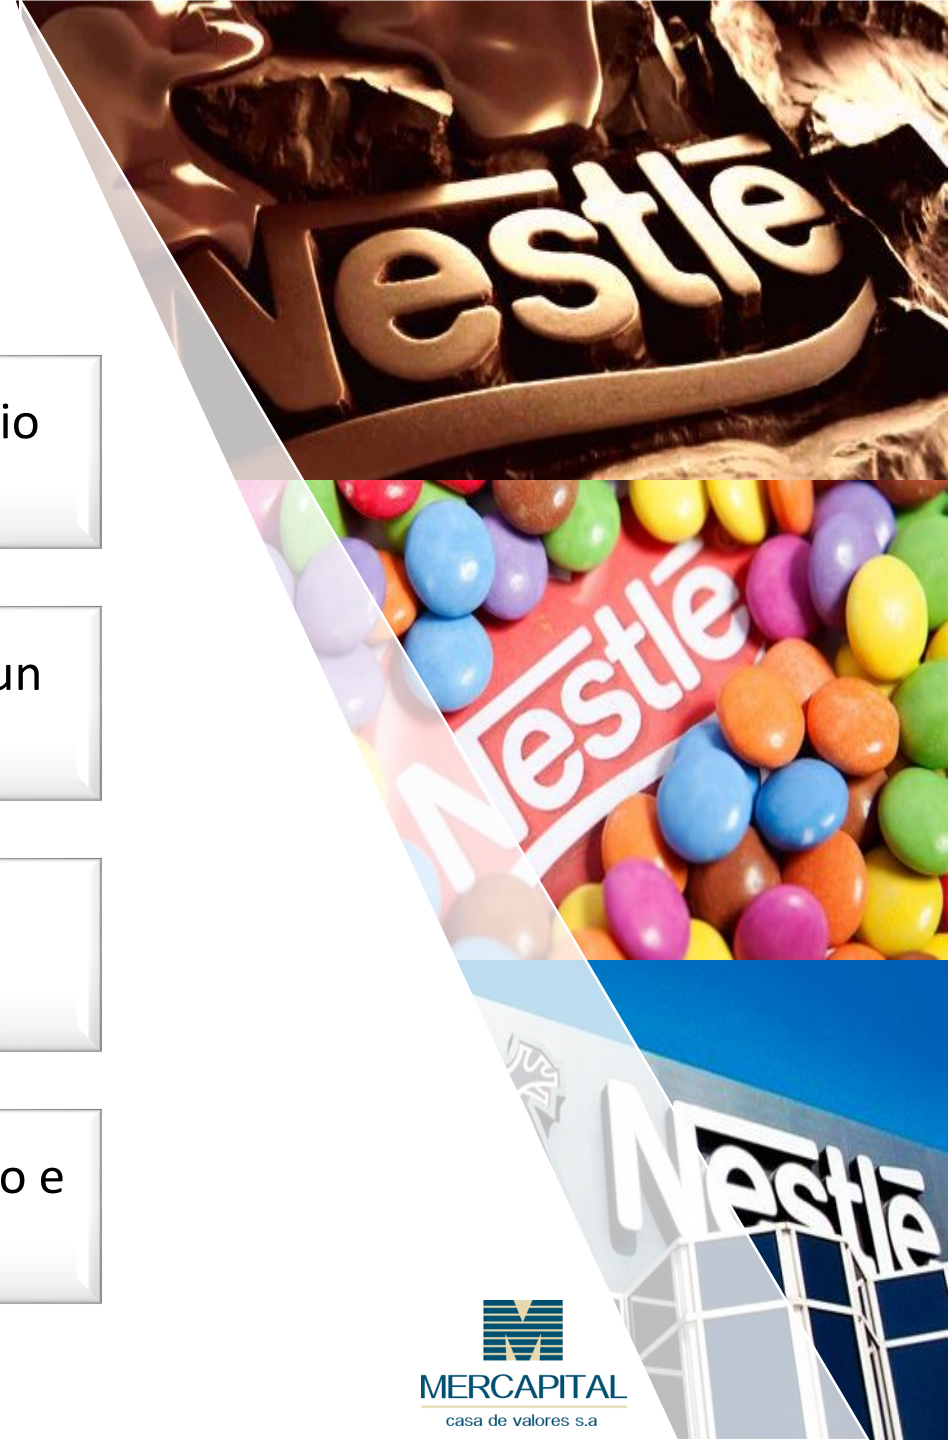 Nestlé
io
Nestlé
un
o e
Nestlé
MERCAPITAL
casa de valores s.a